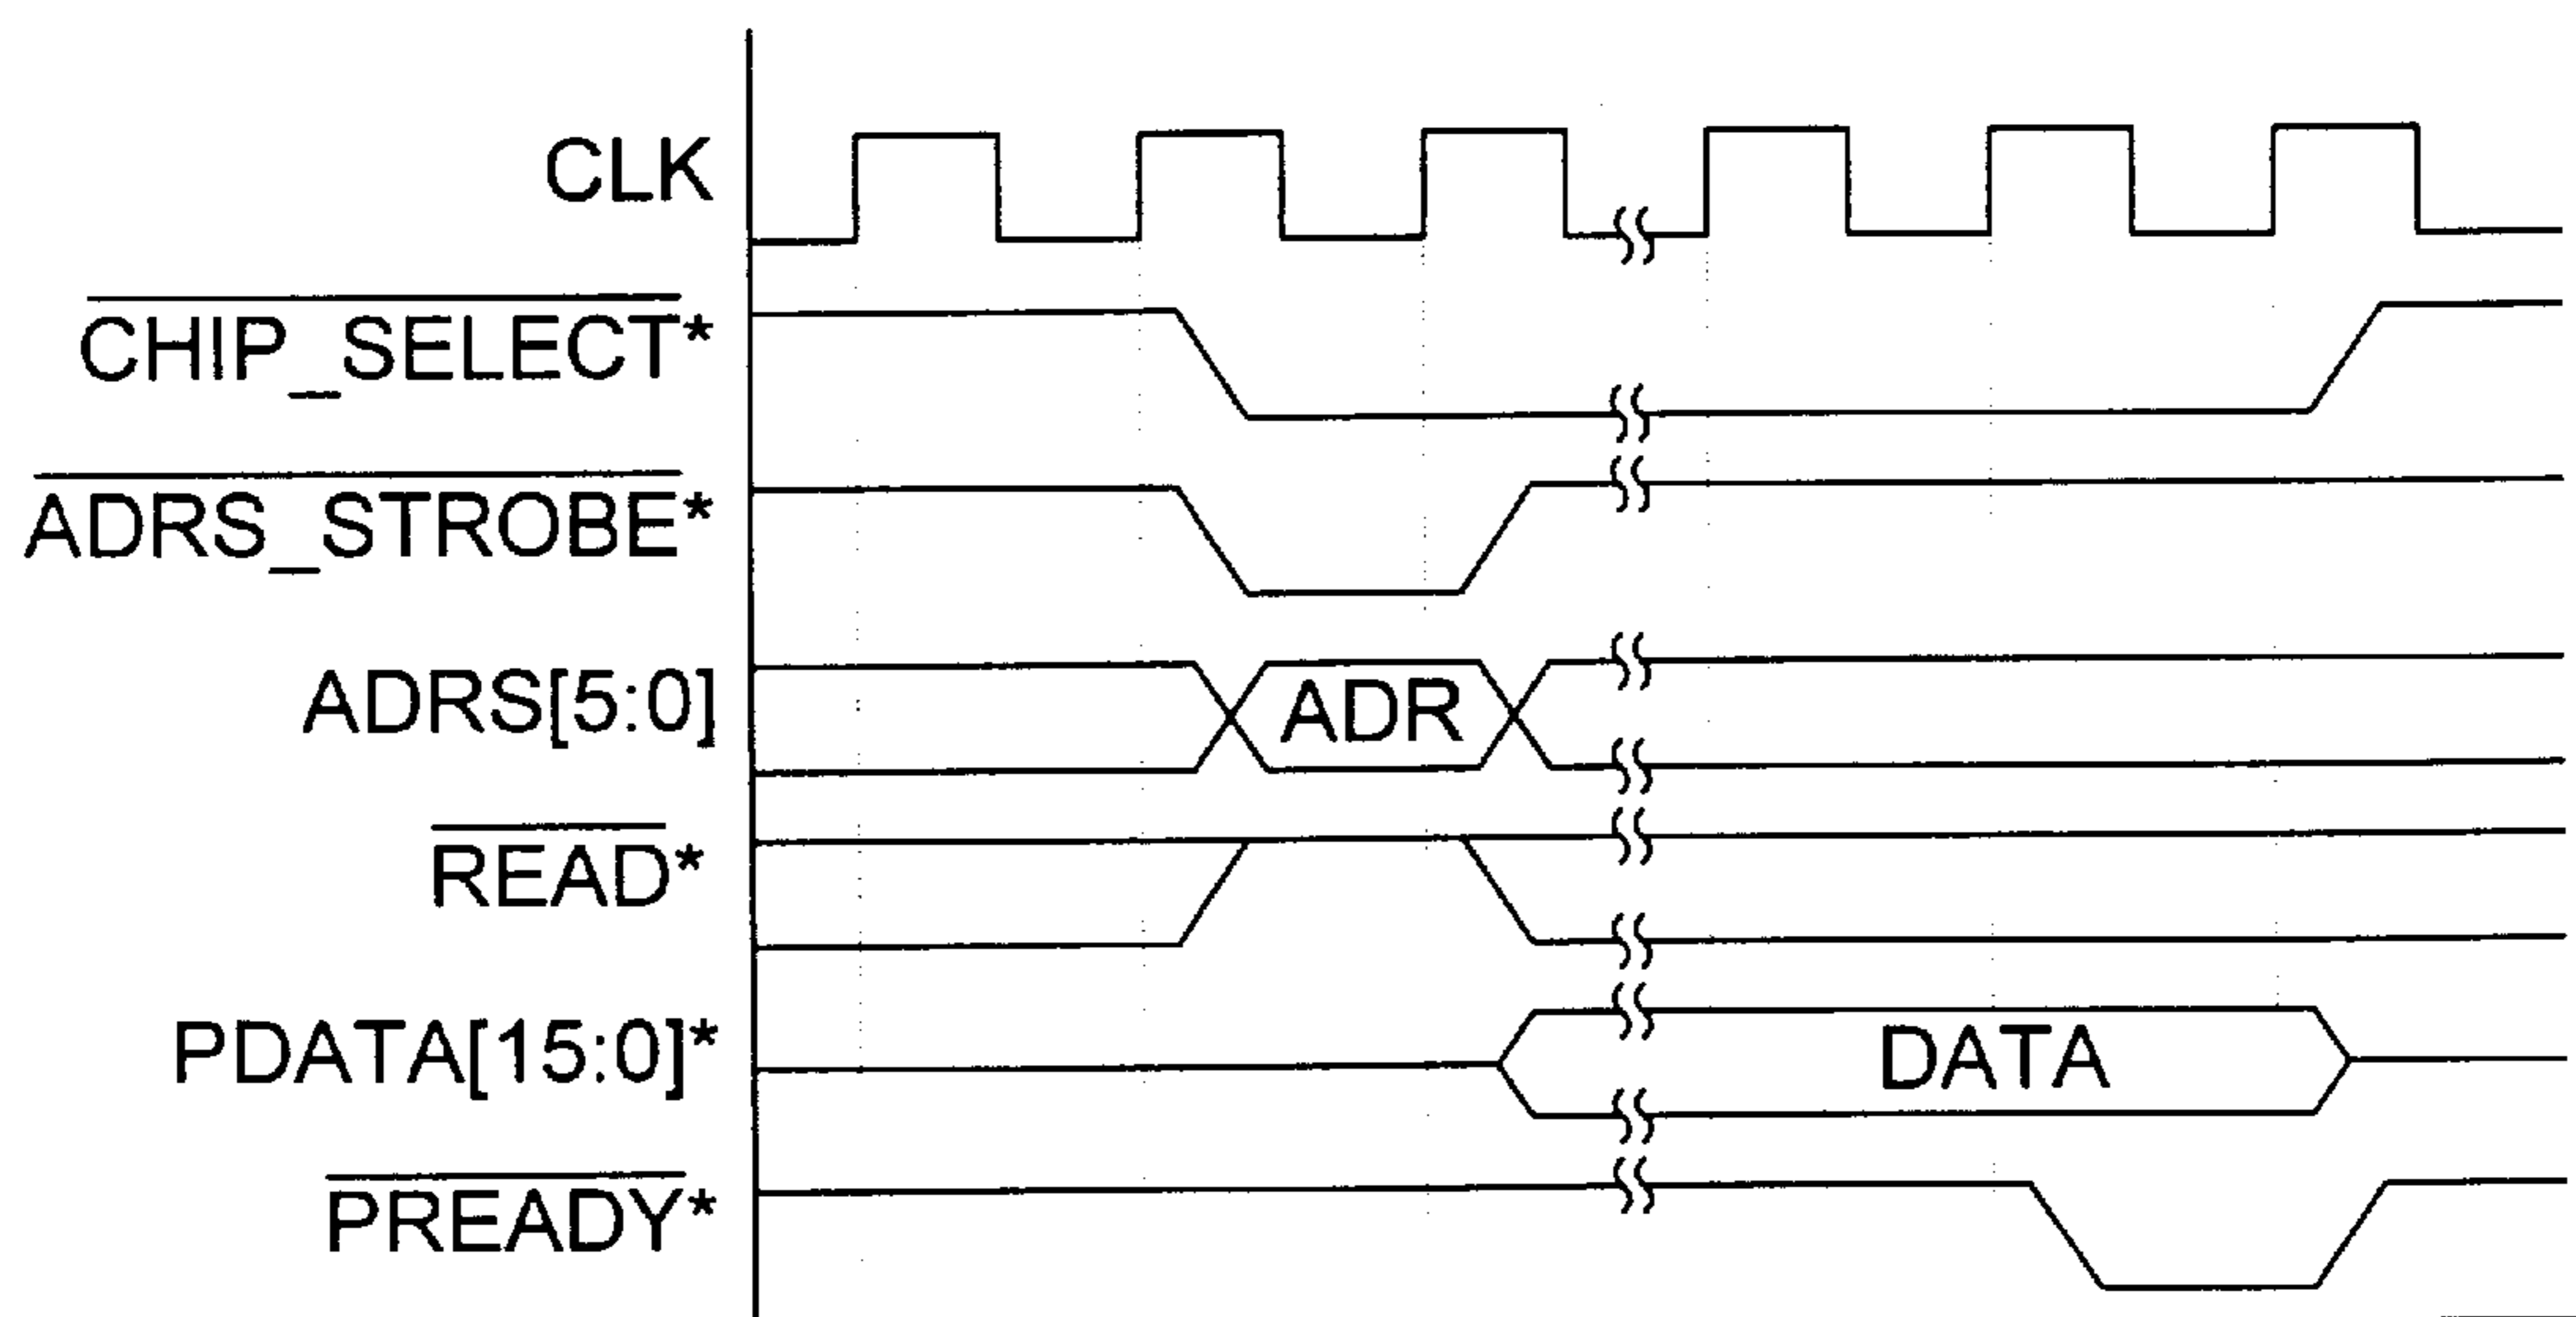 CLK
CHIP_SELECT*
ADRS_STROBE*
ADRS[5:0]
ADR
READ*
PDATA[15:0]*
DATA
PREADY*